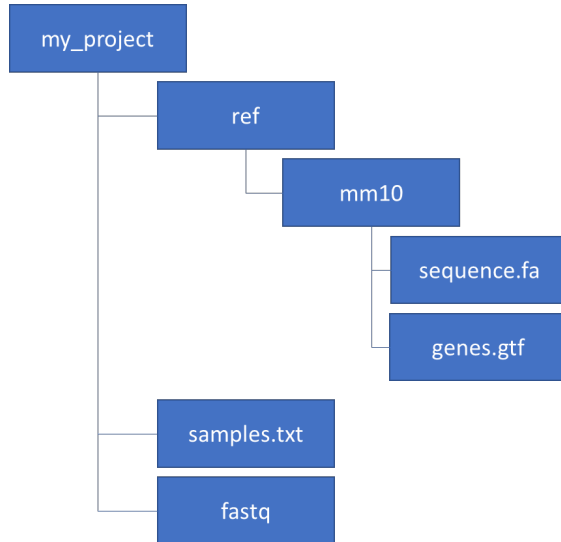 my_project
ref
mm10
sequence.fa
genes.gtf
samples.txt
fastq